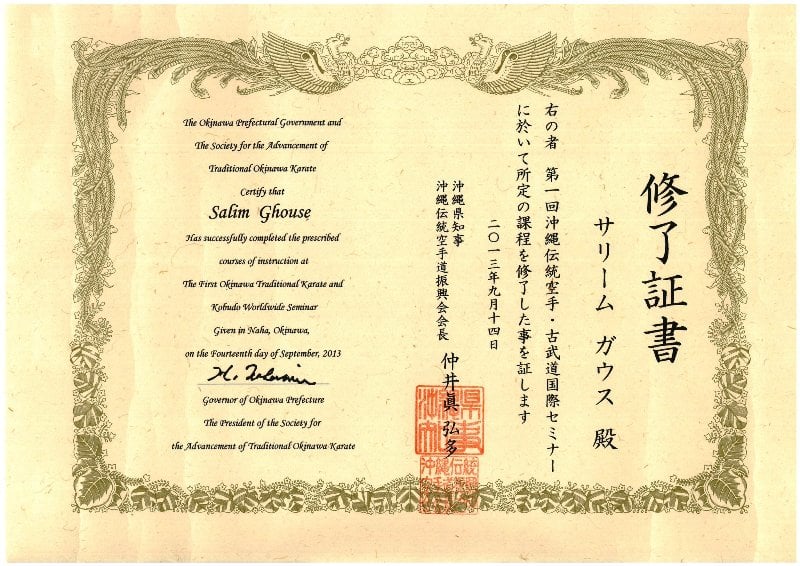 The Okinawa Prefectural Government and
The Society for the Advancement of
Traditional Okinawa Karate
Certify that
Salim Ghouse
Has successfully completed the prescribed
courses of instruction at
The First Okinawa Traditional Karate and
Kobudo Worldwide Seminar
Given in Naha, Okinawa,
on the Fourteenth day of September, 2013
Governor of Okinawa Prefecture
The President of the Society for
the Advancement of Traditional Okinawa Karate
修了証書
サリーム ガウス 殿
右の者 第一回沖縄伝統空手・古武道国際セミナー
に於いて所定の課程を修了した事を証します
二〇一三年九月十四日
沖縄県知事
沖縄伝統空手道振興会会長
仲井眞 弘多